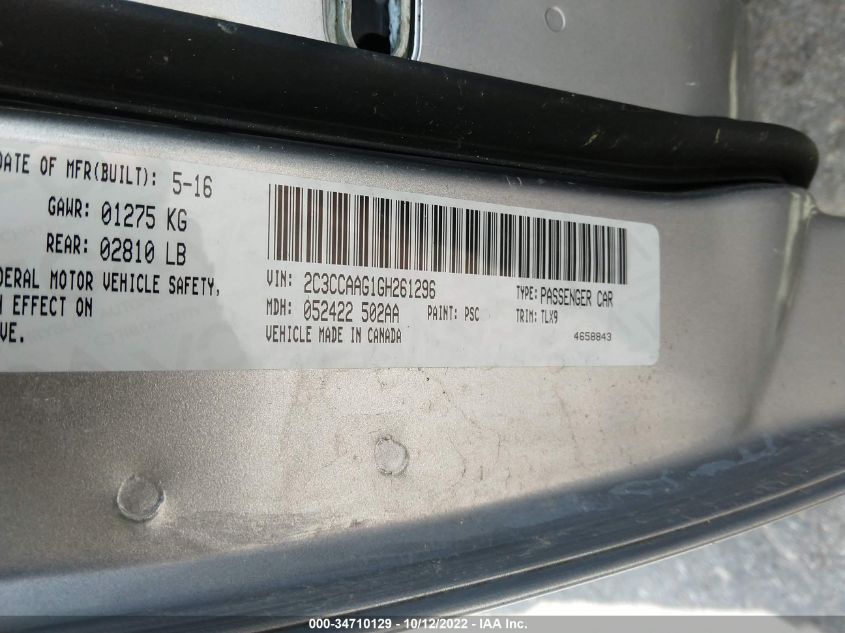 DATE OF MFR(BUILT): 5-16
GAWR: 01275 KG
REAR: 02810 LB
MOTOR VEHICLE SAFETY,
EFFECT ON
VIN: 2C3CCAAG1GH261296
TYPE: PASSENGER CAR
MDH: 052422 502AA
PAINT: PSC
TRIM: TLX9
VEHICLE MADE IN CANADA
4658843
000-34710129 - 10/12/2022 - IAA Inc.